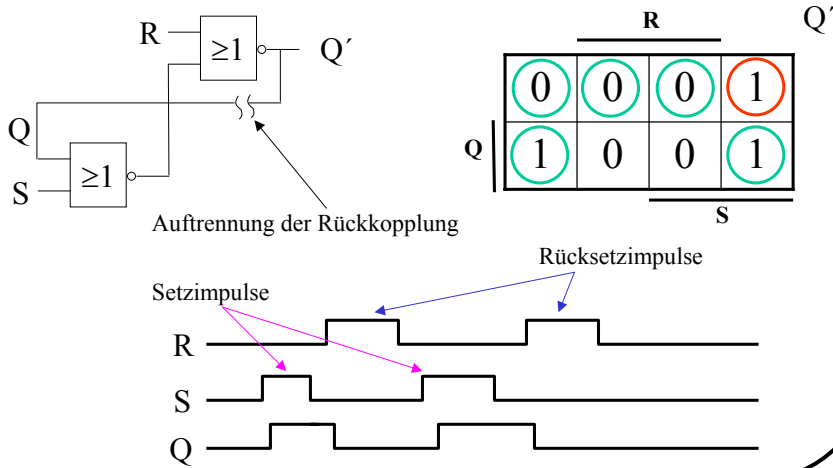 R
≥1
Q´
Q
S
≥1
Auftrennung der Rückkopplung
R
Q´
0 0 0 1
Q
1 0 0 1
S
Rücksetzimpulse
Setzimpulse
R
S
Q